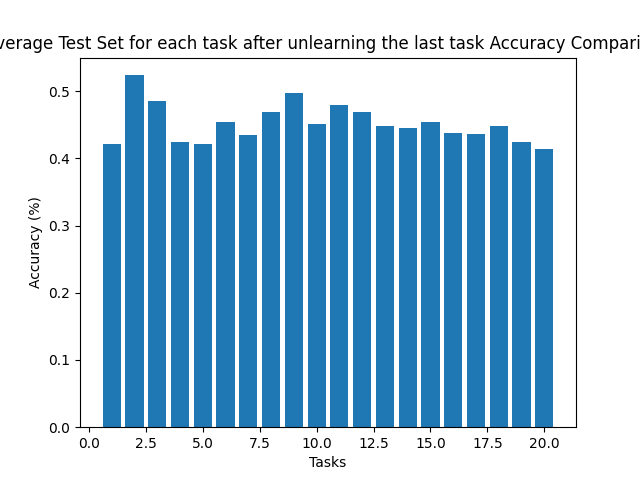 verage Test Set for each task after unlearning the last task Accuracy Compari
0.5
0.4
0.3
0.2
0.1
0.0
Accuracy (%)
0.0 2.5 5.0 7.5 10.0 12.5 15.0 17.5 20.0
Tasks